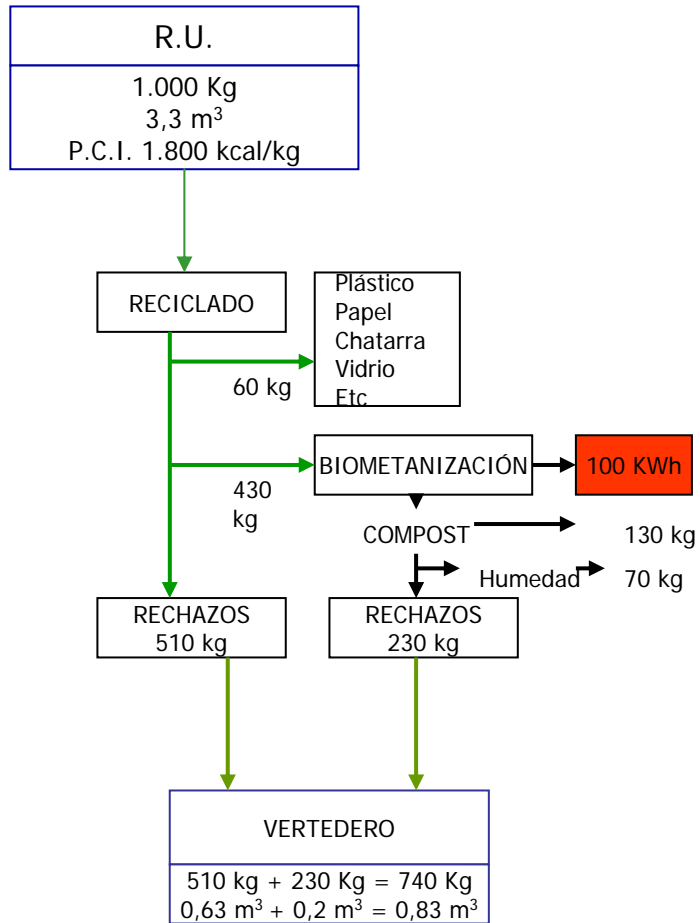 R.U.
1.000 Kg
3,3 m³
P.C.I. 1.800 kcal/kg
RECICLADO
Plástico
Papel
Chatarra
Vidrio
Etc
60 kg
BIOMETANIZACIÓN
100 KWh
430
kg
COMPOST
130 kg
Humedad
70 kg
RECHAZOS
510 kg
RECHAZOS
230 kg
VERTEDERO
510 kg + 230 Kg = 740 Kg
0,63 m³ + 0,2 m³ = 0,83 m³